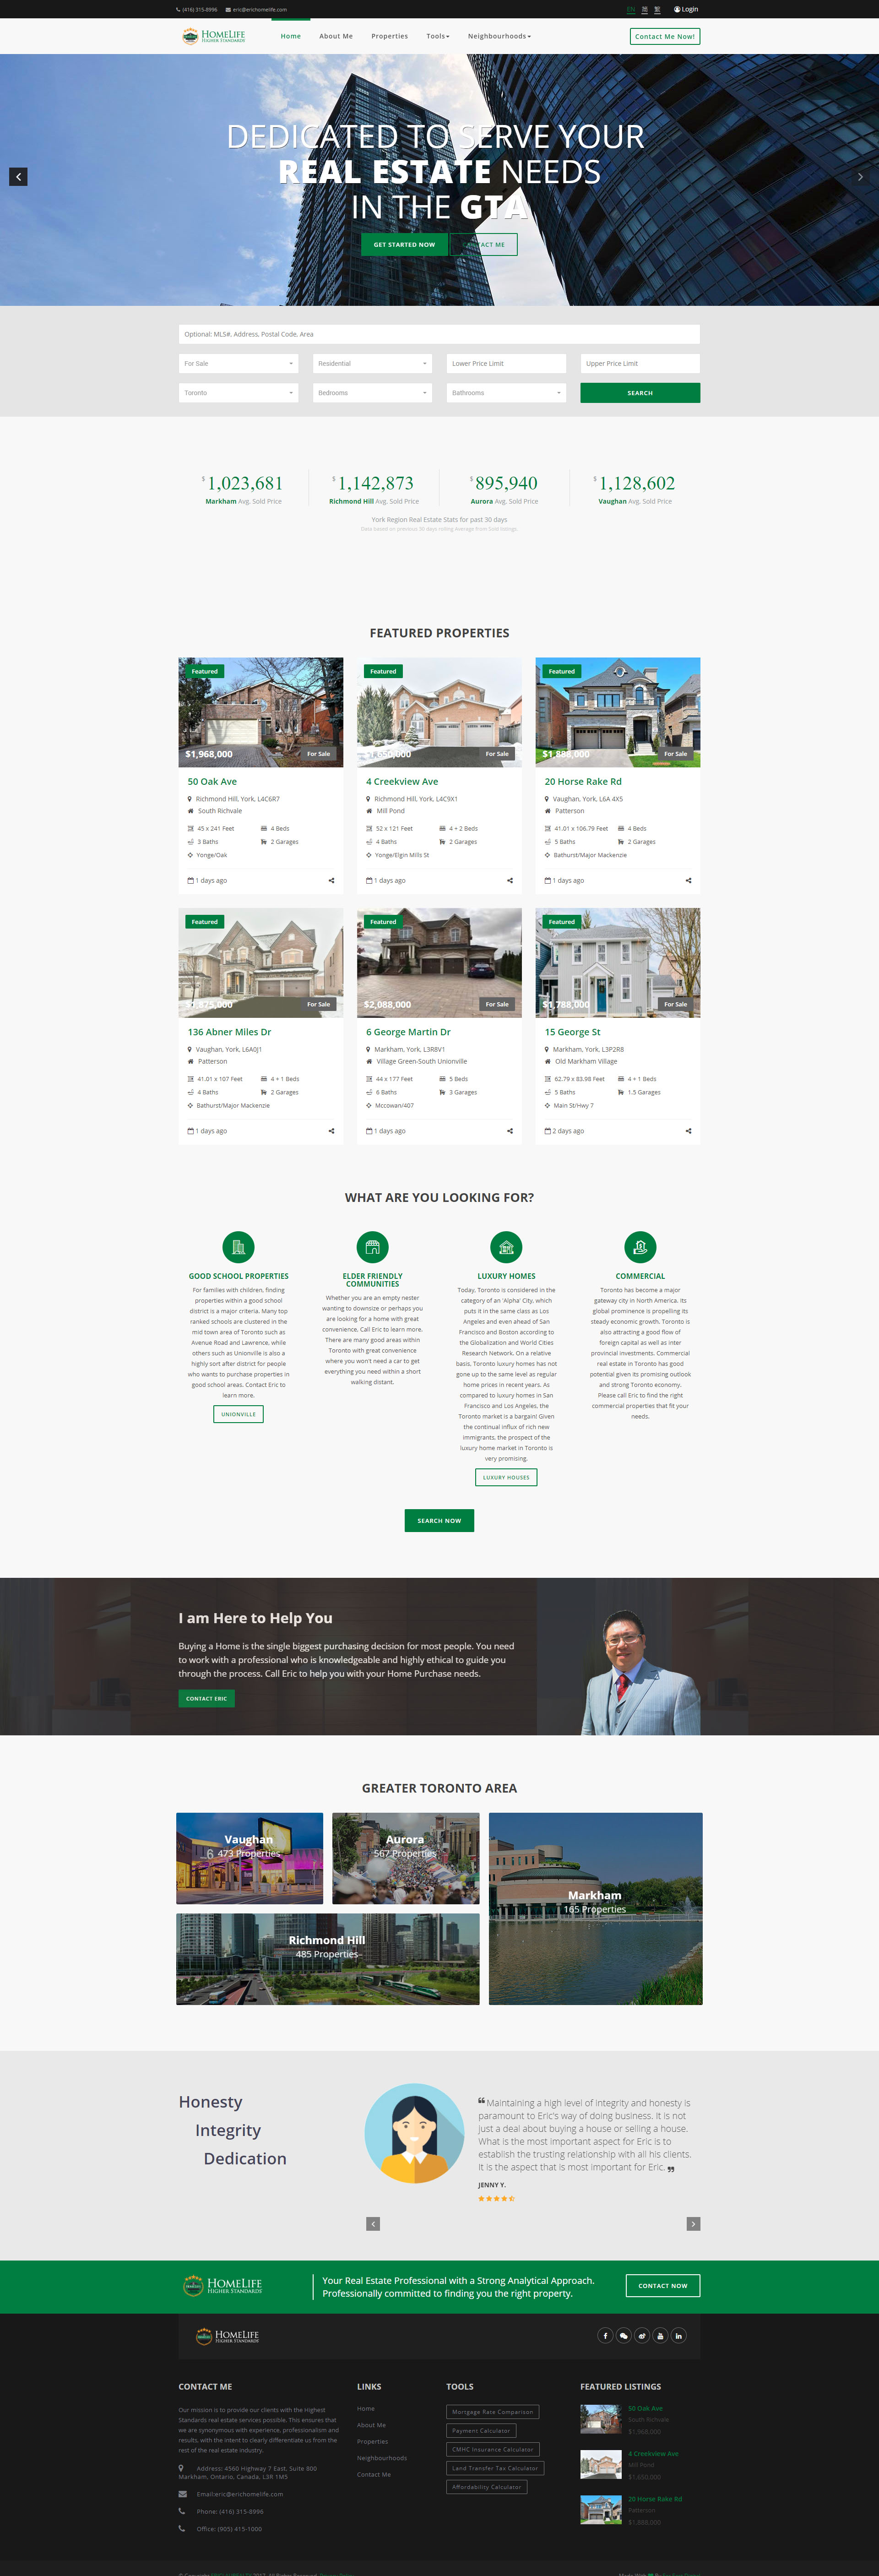 (416) 315-8996   eric@erichomelife.com   EN 简 繁   Login
HOMELIFE
HIGHER STANDARDS
Home   About Me   Properties   Tools   Neighbourhoods   Contact Me Now!
DEDICATED TO SERVE YOUR
REAL ESTATE NEEDS
IN THE GTA
GET STARTED NOW   CONTACT ME
Optional: MLS#, Address, Postal Code, Area
For Sale   Residential   Lower Price Limit   Upper Price Limit
Toronto   Bedrooms   Bathrooms   SEARCH
$ 1,023,681   $ 1,142,873   $ 895,940   $ 1,128,602
Markham Avg. Sold Price   Richmond Hill Avg. Sold Price   Aurora Avg. Sold Price   Vaughan Avg. Sold Price
York Region Real Estate Stats for past 30 days
Data based on previous 30 days rolling Average from Sold listings
FEATURED PROPERTIES
Featured
$1,968,000   For Sale
50 Oak Ave
Richmond Hill, York, L4C6R7
South Richvale
45 x 241 Feet   4 Beds
3 Baths   2 Garages
Yonge/Oak
1 days ago
Featured
$1,650,000   For Sale
4 Creekview Ave
Richmond Hill, York, L4C9X1
Mill Pond
52 x 121 Feet   4 + 2 Beds
4 Baths   2 Garages
Yonge/Elgin Mills St
1 days ago
Featured
$1,888,000   For Sale
20 Horse Rake Rd
Vaughan, York, L6A 4X5
Patterson
41.01 x 106.79 Feet   4 Beds
5 Baths   2 Garages
Bathurst/Major Mackenzie
1 days ago
Featured
For Sale
136 Abner Miles Dr
Vaughan, York, L6A0J1
Patterson
41.01 x 107 Feet   4 + 1 Beds
4 Baths   2 Garages
Bathurst/Major Mackenzie
1 days ago
Featured
$2,088,000   For Sale
6 George Martin Dr
Markham, York, L3R8V1
Village Green-South Unionville
44 x 177 Feet   5 Beds
6 Baths   3 Garages
Mccowan/407
1 days ago
Featured
$1,788,000   For Sale
15 George St
Markham, York, L3P2R8
Old Markham Village
62.79 x 83.98 Feet   4 + 1 Beds
5 Baths   1.5 Garages
Main St/Hwy 7
2 days ago
WHAT ARE YOU LOOKING FOR?
GOOD SCHOOL PROPERTIES
For families with children, finding
properties within a good school
district is a major criteria. Many top
ranked schools are clustered in the
mid town area of Toronto such as
Avenue Road and Lawrence, while
others such as Unionville is also a
highly sort after district for people
who wants to purchase properties in
good school areas. Contact Eric to
learn more.
UNIONVILLE
ELDER FRIENDLY
COMMUNITIES
Whether you are an empty nester
wanting to downsize or perhaps you
are looking for a home with great
convenience, Call Eric to learn more.
There are many good areas within
Toronto with great convenience
where you won't need a car to get
everything you need within a short
walking distant.
LUXURY HOMES
Today, Toronto is considered in the
category of an 'Alpha' City, which
puts it in the same class as Los
Angeles and even ahead of San
Francisco and Boston according to
the Globalization and World Cities
Research Network. On a relative
basis, Toronto luxury homes has not
gone up to the same level as regular
home prices in recent years. As
compared to luxury homes in San
Francisco and Los Angeles, the
Toronto market is a bargain! Given
the continual influx of rich new
immigrants, the prospect of the
luxury home market in Toronto is
very promising.
LUXURY HOUSES
COMMERCIAL
Toronto has become a major
gateway city in North America. Its
global prominence is propelling its
steady economic growth. Toronto is
also attracting a good flow of
foreign capital as well as inter
provincial investments. Commercial
real estate in Toronto has good
potential given its promising outlook
and strong Toronto economy.
Please call Eric to find the right
commercial properties that fit your
needs.
SEARCH NOW
I am Here to Help You
Buying a Home is the single biggest purchasing decision for most people. You need
to work with a professional who is knowledgeable and highly ethical to guide you
through the process. Call Eric to help you with your Home Purchase needs.
CONTACT ERIC
GREATER TORONTO AREA
Vaughan
473 Properties
Aurora
567 Properties
Markham
165 Properties
Richmond Hill
485 Properties
Honesty
Integrity
Dedication
❝ Maintaining a high level of integrity and honesty is
paramount to Eric's way of doing business. It is not
just a deal about buying a house or selling a house.
What is the most important aspect for Eric is to
establish the trusting relationship with all his clients.
It is the aspect that is most important for Eric. ❞
JENNY Y.
HOMELIFE
HIGHER STANDARDS
Your Real Estate Professional with a Strong Analytical Approach.
Professionally committed to finding you the right property.
CONTACT NOW
HOMELIFE
HIGHER STANDARDS
CONTACT ME
Our mission is to provide our clients with the Highest
Standards real estate services possible. This ensures that
we are synonymous with experience, professionalism and
results, with the intent to clearly differentiate us from the
rest of the real estate industry.
Address: 4560 Highway 7 East, Suite 800
Markham, Ontario, Canada, L3R 1M5
Email:eric@erichomelife.com
Phone: (416) 315-8996
Office: (905) 415-1000
LINKS
Home
About Me
Properties
Neighbourhoods
Contact Me
TOOLS
Mortgage Rate Comparison
Payment Calculator
CMHC Insurance Calculator
Land Transfer Tax Calculator
Affordability Calculator
FEATURED LISTINGS
50 Oak Ave
South Richvale
$1,968,000
4 Creekview Ave
Mill Pond
$1,650,000
20 Horse Rake Rd
Patterson
$1,888,000